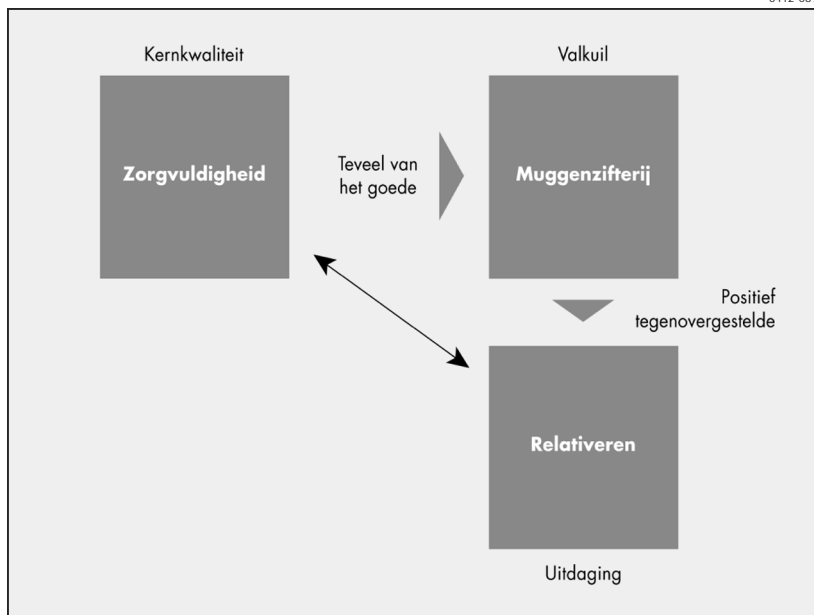 Kernkwaliteit
Valkuil
Zorgvuldigheid
Teveel van
het goede
Muggenzifterij
Positief
tegenovergestelde
Relativeren
Uitdaging